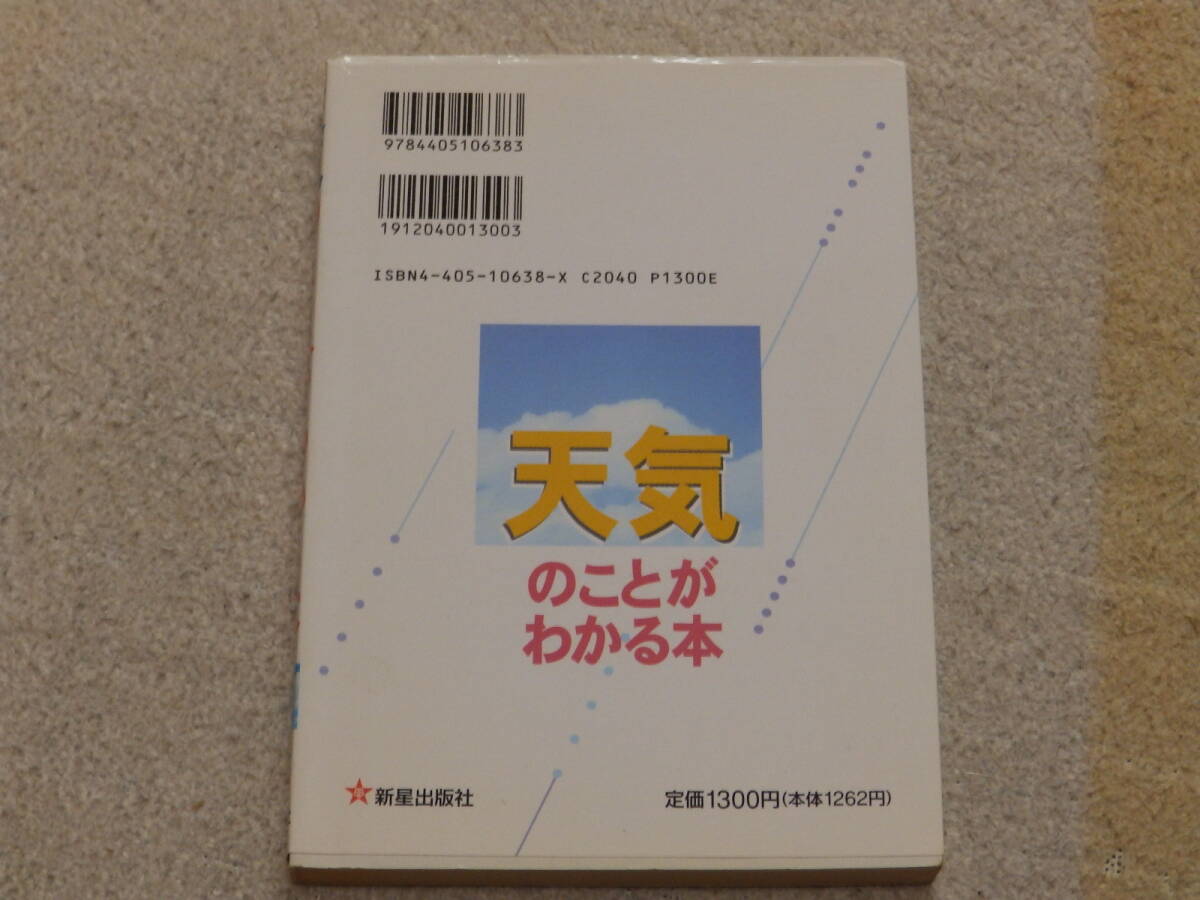 9784405106383
1912040013003
ISBN4-405-10638-X C2040 P1300E
天気
のことが
わかる本
新星出版社
定価1300円(本体1262円)